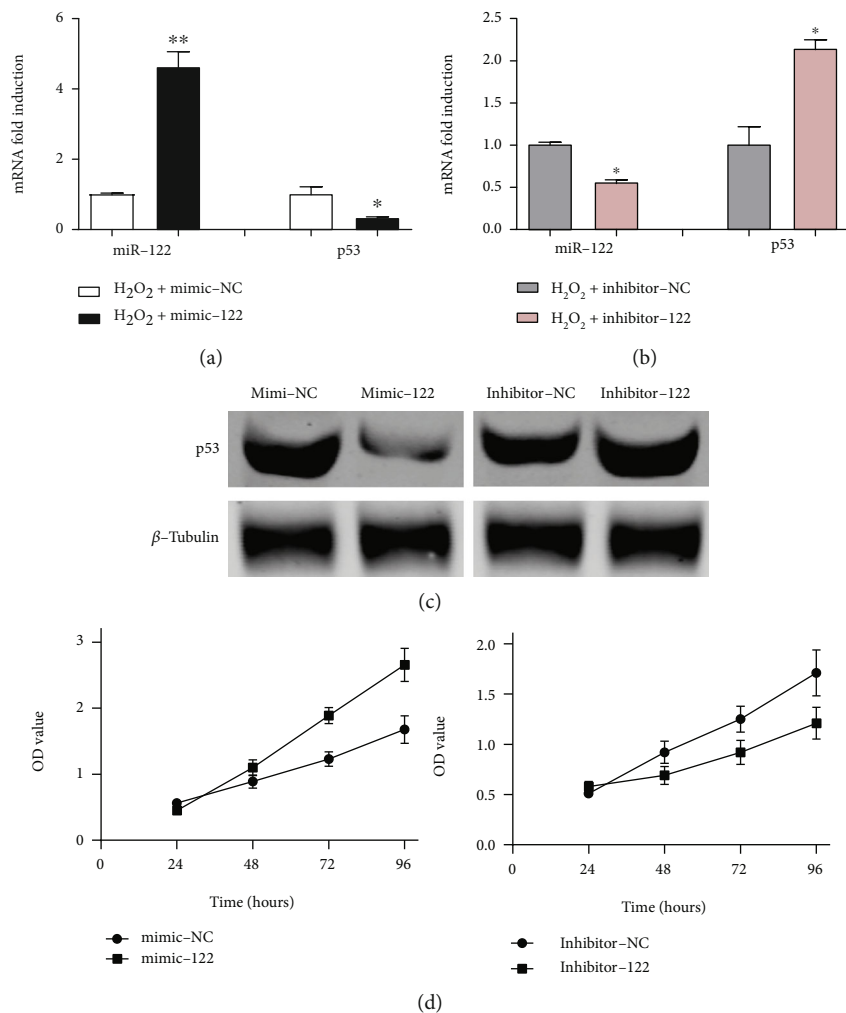 6
4
2
0
mRNA fold induction
**
*
miR–122
p53
H2O2 + mimic–NC
H2O2 + mimic–122
(a)
2.5
2.0
1.5
1.0
0.5
0.0
mRNA fold induction
*
*
miR–122
p53
H2O2 + inhibitor–NC
H2O2 + inhibitor–122
(b)
Mimi–NC
Mimic–122
Inhibitor–NC
Inhibitor–122
p53
β–Tubulin
(c)
3
2
1
0
OD value
0
24
48
72
96
Time (hours)
mimic–NC
mimic–122
2.0
1.5
1.0
0.5
0.0
OD value
0
24
48
72
96
Time (hours)
Inhibitor–NC
Inhibitor–122
(d)